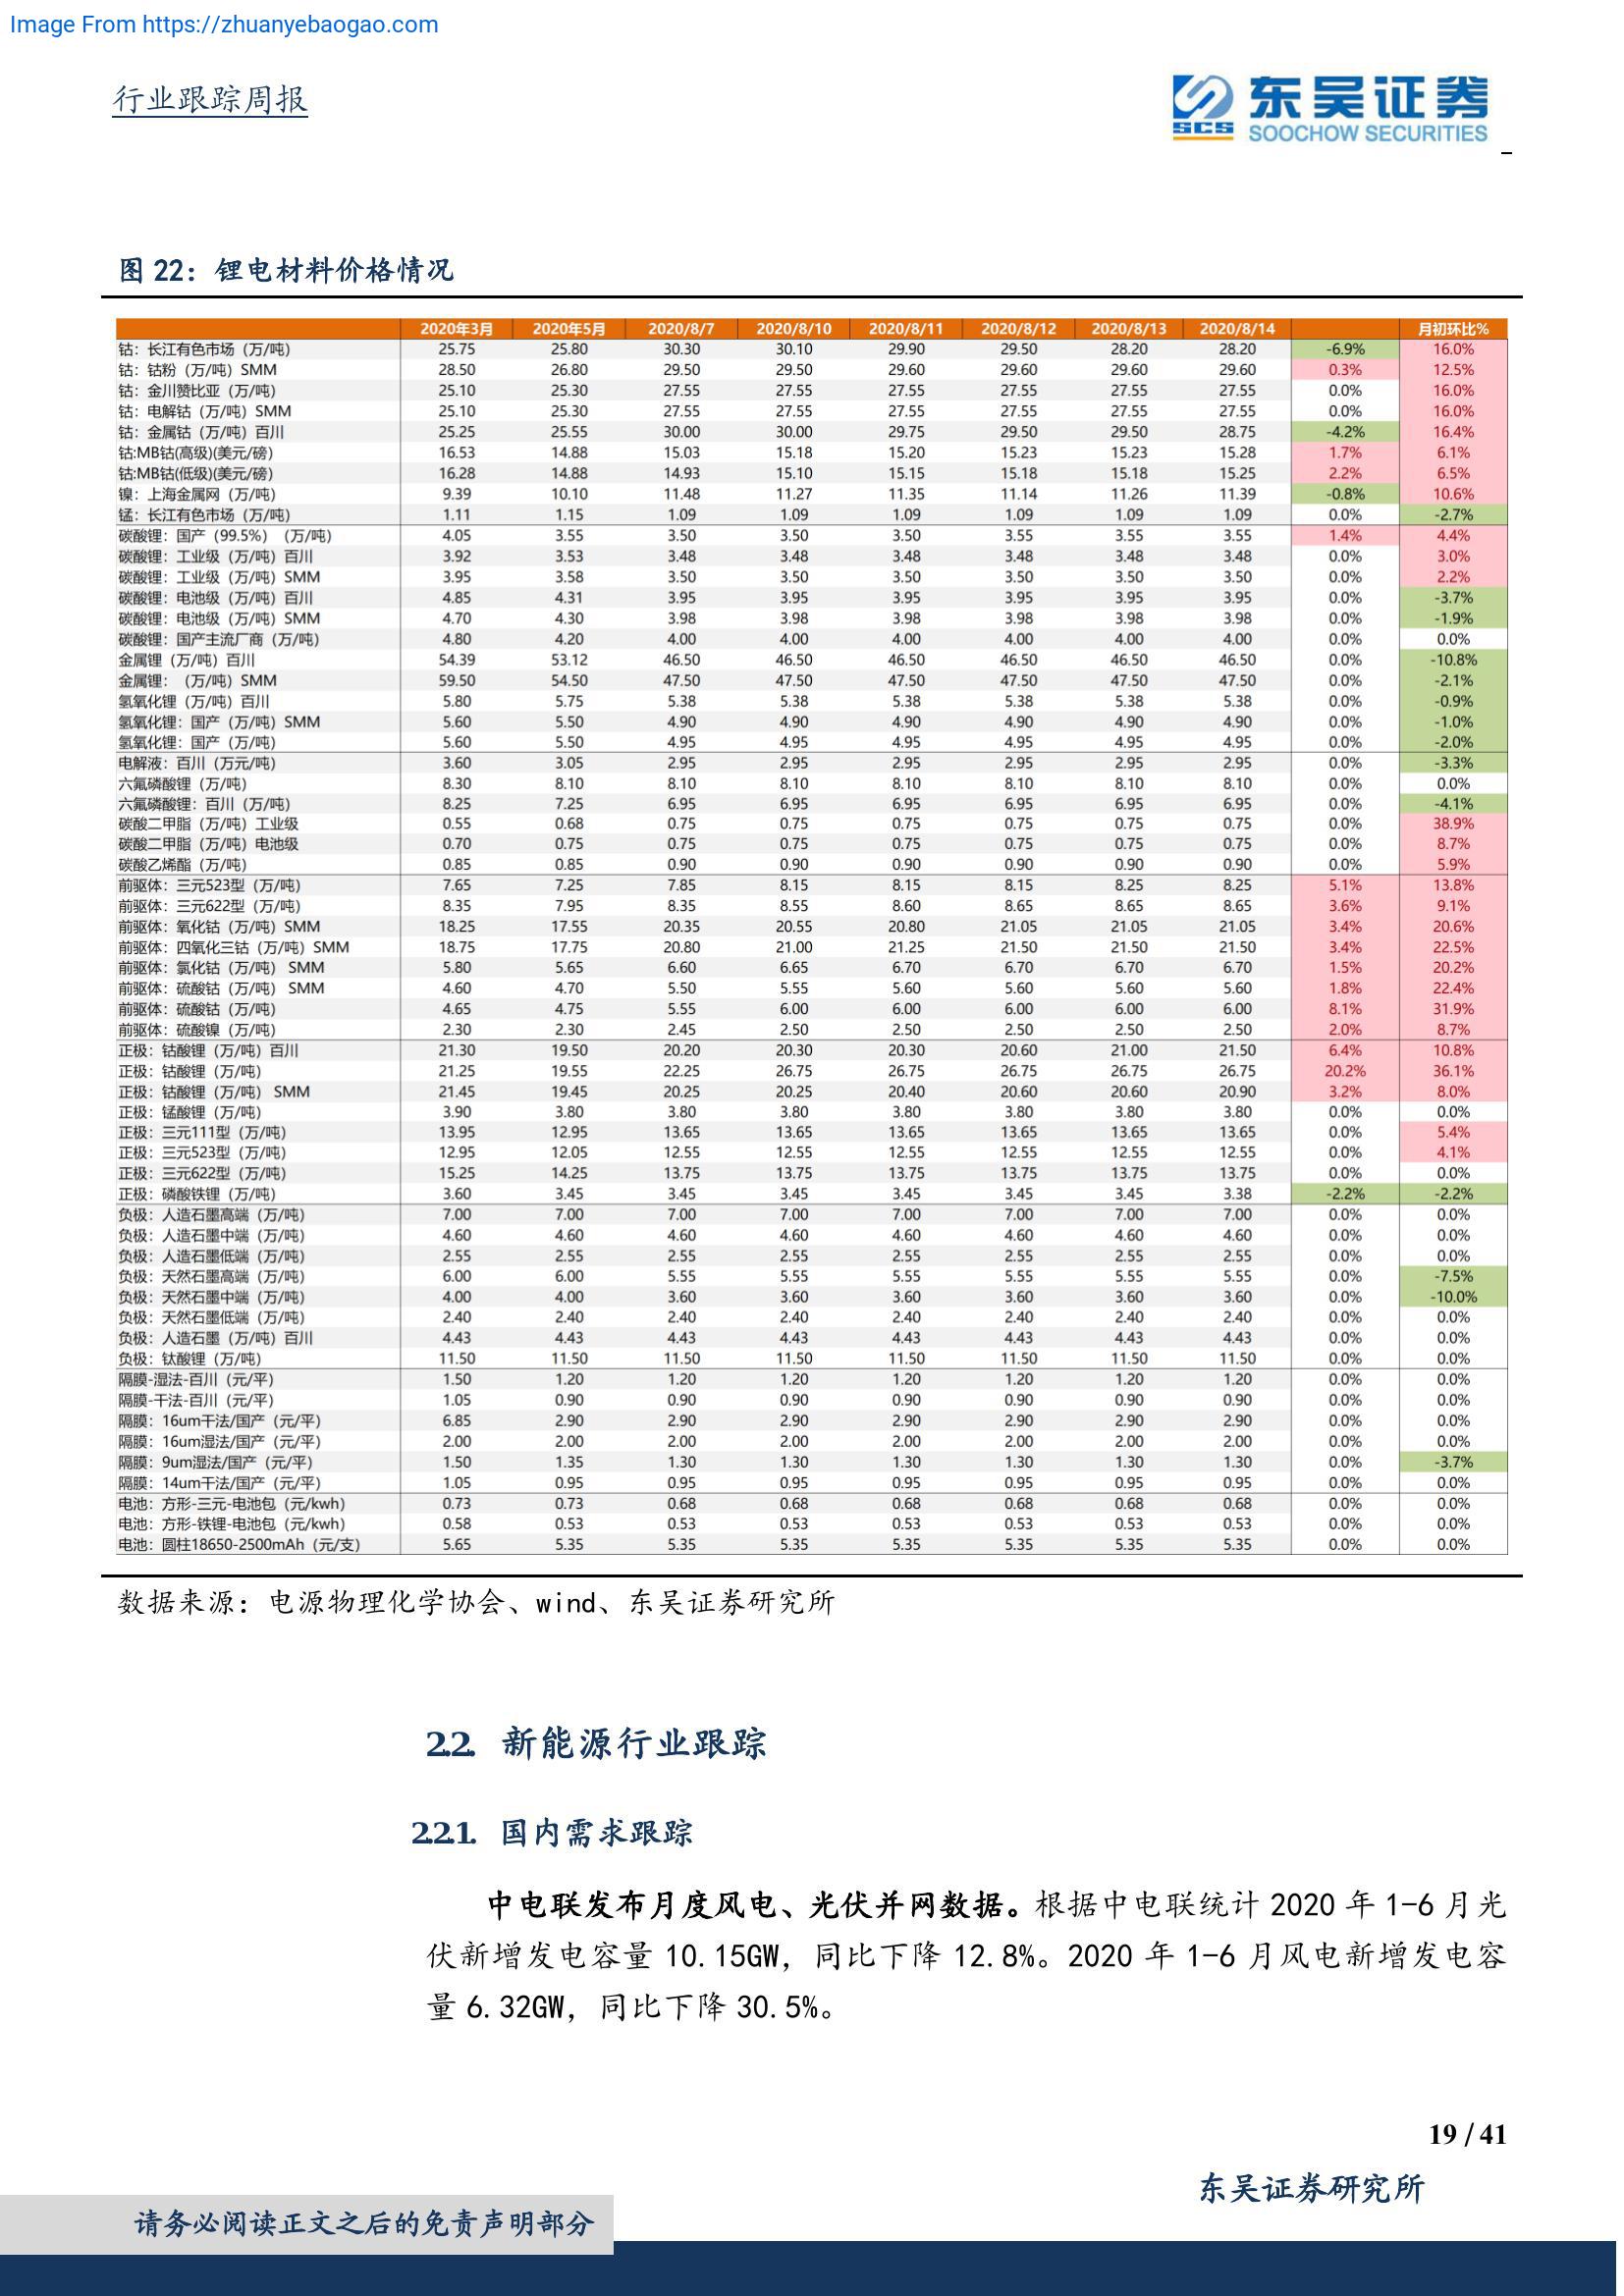 Image From https://zhuanyebaogao.com
行业跟踪周报
东吴证券
SCS SOOCHOW SECURITIES
图 22：锂电材料价格情况
2020年3月 2020年5月 2020/8/7 2020/8/10 2020/8/11 2020/8/12 2020/8/13 2020/8/14 月初环比%
钴：长江有色市场（万/吨） 25.75 25.80 30.30 30.10 29.90 29.50 28.20 28.20 -6.9% 16.0%
钴：钴粉（万/吨）SMM 28.50 26.80 29.50 29.50 29.60 29.60 29.60 29.60 0.3% 12.5%
钴：金川赞比亚（万/吨） 25.10 25.30 27.55 27.55 27.55 27.55 27.55 27.55 0.0% 16.0%
钴：电解钴（万/吨）SMM 25.10 25.30 27.55 27.55 27.55 27.55 27.55 27.55 0.0% 16.0%
钴：金属钴（万/吨）百川 25.25 25.55 30.00 30.00 29.75 29.50 29.50 28.75 -4.2% 16.4%
钴:MB钴(高级)(美元/磅) 16.53 14.88 15.03 15.18 15.20 15.23 15.23 15.28 1.7% 6.1%
钴:MB钴(低级)(美元/磅) 16.28 14.88 14.93 15.10 15.15 15.18 15.18 15.25 2.2% 6.5%
镍：上海金属网（万/吨） 9.39 10.10 11.48 11.27 11.35 11.14 11.26 11.39 -0.8% 10.6%
锰：长江有色市场（万/吨） 1.11 1.15 1.09 1.09 1.09 1.09 1.09 1.09 0.0% -2.7%
碳酸锂：国产（99.5%）（万/吨） 4.05 3.55 3.50 3.50 3.50 3.55 3.55 3.55 1.4% 4.4%
碳酸锂：工业级（万/吨）百川 3.92 3.53 3.48 3.48 3.48 3.48 3.48 3.48 0.0% 3.0%
碳酸锂：工业级（万/吨）SMM 3.95 3.58 3.50 3.50 3.50 3.50 3.50 3.50 0.0% 2.2%
碳酸锂：电池级（万/吨）百川 4.85 4.31 3.95 3.95 3.95 3.95 3.95 3.95 0.0% -3.7%
碳酸锂：电池级（万/吨）SMM 4.70 4.30 3.98 3.98 3.98 3.98 3.98 3.98 0.0% -1.9%
碳酸锂：国产主流厂商（万/吨） 4.80 4.20 4.00 4.00 4.00 4.00 4.00 4.00 0.0% 0.0%
金属锂（万/吨）百川 54.39 53.12 46.50 46.50 46.50 46.50 46.50 46.50 0.0% -10.8%
金属锂：（万/吨）SMM 59.50 54.50 47.50 47.50 47.50 47.50 47.50 47.50 0.0% -2.1%
氢氧化锂（万/吨）百川 5.80 5.75 5.38 5.38 5.38 5.38 5.38 5.38 0.0% -0.9%
氢氧化锂：国产（万/吨）SMM 5.60 5.50 4.90 4.90 4.90 4.90 4.90 4.90 0.0% -1.0%
氢氧化锂：国产（万/吨） 5.60 5.50 4.95 4.95 4.95 4.95 4.95 4.95 0.0% -2.0%
电解液：百川（万元/吨） 3.60 3.05 2.95 2.95 2.95 2.95 2.95 2.95 0.0% -3.3%
六氟磷酸锂（万/吨） 8.30 8.10 8.10 8.10 8.10 8.10 8.10 8.10 0.0% 0.0%
六氟磷酸锂：百川（万/吨） 8.25 7.25 6.95 6.95 6.95 6.95 6.95 6.95 0.0% -4.1%
碳酸二甲脂（万/吨）工业级 0.55 0.68 0.75 0.75 0.75 0.75 0.75 0.75 0.0% 38.9%
碳酸二甲脂（万/吨）电池级 0.70 0.75 0.75 0.75 0.75 0.75 0.75 0.75 0.0% 8.7%
碳酸乙烯酯（万/吨） 0.85 0.85 0.90 0.90 0.90 0.90 0.90 0.90 0.0% 5.9%
前驱体：三元523型（万/吨） 7.65 7.25 7.85 8.15 8.15 8.15 8.25 8.25 5.1% 13.8%
前驱体：三元622型（万/吨） 8.35 7.95 8.35 8.55 8.60 8.65 8.65 8.65 3.6% 9.1%
前驱体：氧化钴（万/吨）SMM 18.25 17.55 20.35 20.55 20.80 21.05 21.05 21.05 3.4% 20.6%
前驱体：四氧化三钴（万/吨）SMM 18.75 17.75 20.80 21.00 21.25 21.50 21.50 21.50 3.4% 22.5%
前驱体：氯化钴（万/吨） SMM 5.80 5.65 6.60 6.65 6.70 6.70 6.70 6.70 1.5% 20.2%
前驱体：硫酸钴（万/吨） SMM 4.60 4.70 5.50 5.55 5.60 5.60 5.60 5.60 1.8% 22.4%
前驱体：硫酸钴（万/吨） 4.65 4.75 5.55 6.00 6.00 6.00 6.00 6.00 8.1% 31.9%
前驱体：硫酸镍（万/吨） 2.30 2.30 2.45 2.50 2.50 2.50 2.50 2.50 2.0% 8.7%
正极：钴酸锂（万/吨）百川 21.30 19.50 20.20 20.30 20.30 20.60 21.00 21.50 6.4% 10.8%
正极：钴酸锂（万/吨） 21.25 19.55 22.25 26.75 26.75 26.75 26.75 26.75 20.2% 36.1%
正极：钴酸锂（万/吨） SMM 21.45 19.45 20.25 20.25 20.40 20.60 20.60 20.90 3.2% 8.0%
正极：锰酸锂（万/吨） 3.90 3.80 3.80 3.80 3.80 3.80 3.80 3.80 0.0% 0.0%
正极：三元111型（万/吨） 13.95 12.95 13.65 13.65 13.65 13.65 13.65 13.65 0.0% 5.4%
正极：三元523型（万/吨） 12.95 12.05 12.55 12.55 12.55 12.55 12.55 12.55 0.0% 4.1%
正极：三元622型（万/吨） 15.25 14.25 13.75 13.75 13.75 13.75 13.75 13.75 0.0% 0.0%
正极：磷酸铁锂（万/吨） 3.60 3.45 3.45 3.45 3.45 3.45 3.45 3.38 -2.2% -2.2%
负极：人造石墨高端（万/吨） 7.00 7.00 7.00 7.00 7.00 7.00 7.00 7.00 0.0% 0.0%
负极：人造石墨中端（万/吨） 4.60 4.60 4.60 4.60 4.60 4.60 4.60 4.60 0.0% 0.0%
负极：人造石墨低端（万/吨） 2.55 2.55 2.55 2.55 2.55 2.55 2.55 2.55 0.0% 0.0%
负极：天然石墨高端（万/吨） 6.00 6.00 5.55 5.55 5.55 5.55 5.55 5.55 0.0% -7.5%
负极：天然石墨中端（万/吨） 4.00 4.00 3.60 3.60 3.60 3.60 3.60 3.60 0.0% -10.0%
负极：天然石墨低端（万/吨） 2.40 2.40 2.40 2.40 2.40 2.40 2.40 2.40 0.0% 0.0%
负极：人造石墨（万/吨）百川 4.43 4.43 4.43 4.43 4.43 4.43 4.43 4.43 0.0% 0.0%
负极：钛酸锂（万/吨） 11.50 11.50 11.50 11.50 11.50 11.50 11.50 11.50 0.0% 0.0%
隔膜-湿法-百川（元/平） 1.50 1.20 1.20 1.20 1.20 1.20 1.20 1.20 0.0% 0.0%
隔膜-干法-百川（元/平） 1.05 0.90 0.90 0.90 0.90 0.90 0.90 0.90 0.0% 0.0%
隔膜：16um干法/国产（元/平） 6.85 2.90 2.90 2.90 2.90 2.90 2.90 2.90 0.0% 0.0%
隔膜：16um湿法/国产（元/平） 2.00 2.00 2.00 2.00 2.00 2.00 2.00 2.00 0.0% 0.0%
隔膜：9um湿法/国产（元/平） 1.50 1.35 1.30 1.30 1.30 1.30 1.30 1.30 0.0% -3.7%
隔膜：14um干法/国产（元/平） 1.05 0.95 0.95 0.95 0.95 0.95 0.95 0.95 0.0% 0.0%
电池：方形-三元-电池包（元/kwh） 0.73 0.73 0.68 0.68 0.68 0.68 0.68 0.68 0.0% 0.0%
电池：方形-铁锂-电池包（元/kwh） 0.58 0.53 0.53 0.53 0.53 0.53 0.53 0.53 0.0% 0.0%
电池：圆柱18650-2500mAh（元/支） 5.65 5.35 5.35 5.35 5.35 5.35 5.35 5.35 0.0% 0.0%
数据来源：电源物理化学协会、wind、东吴证券研究所
2.2. 新能源行业跟踪
2.2.1. 国内需求跟踪
中电联发布月度风电、光伏并网数据。根据中电联统计 2020 年 1-6 月光
伏新增发电容量 10.15GW，同比下降 12.8%。2020 年 1-6 月风电新增发电容
量 6.32GW，同比下降 30.5%。
19 / 41
东吴证券研究所
请务必阅读正文之后的免责声明部分